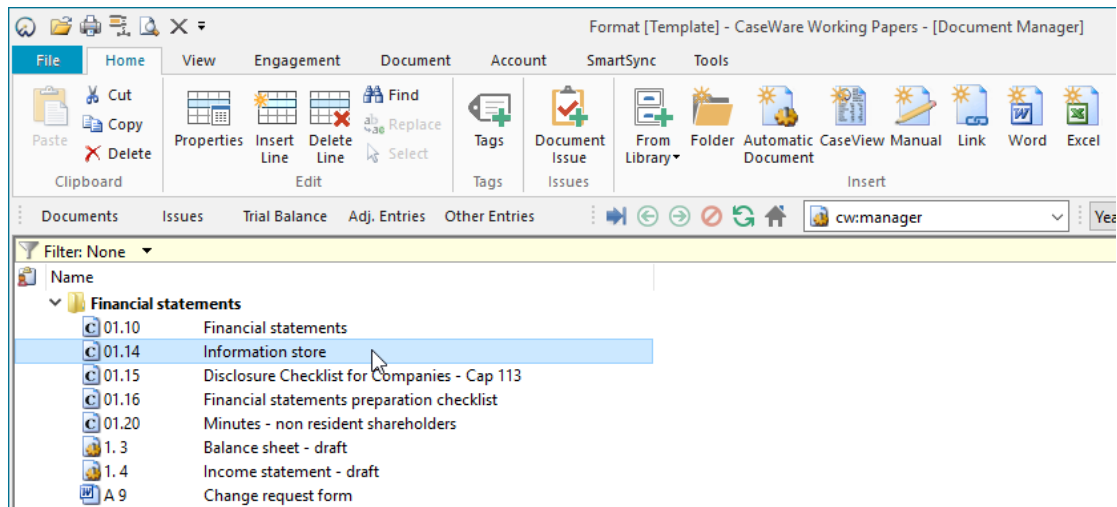 Format [Template] - CaseWare Working Papers - [Document Manager]
File Home View Engagement Document Account SmartSync Tools
Paste
Cut
Copy
Delete
Clipboard
Properties
Insert Line
Delete Line
Find
Replace
Select
Edit
Tags
Tags
Document Issue
Issues
From Library
Folder
Automatic Document
CaseView
Manual
Link
Word
Excel
Insert
Documents Issues Trial Balance Adj. Entries Other Entries cw:manager Yea
Filter: None
Name
Financial statements
01.10 Financial statements
01.14 Information store
01.15 Disclosure Checklist for Companies - Cap 113
01.16 Financial statements preparation checklist
01.20 Minutes - non resident shareholders
1. 3 Balance sheet - draft
1. 4 Income statement - draft
A 9 Change request form